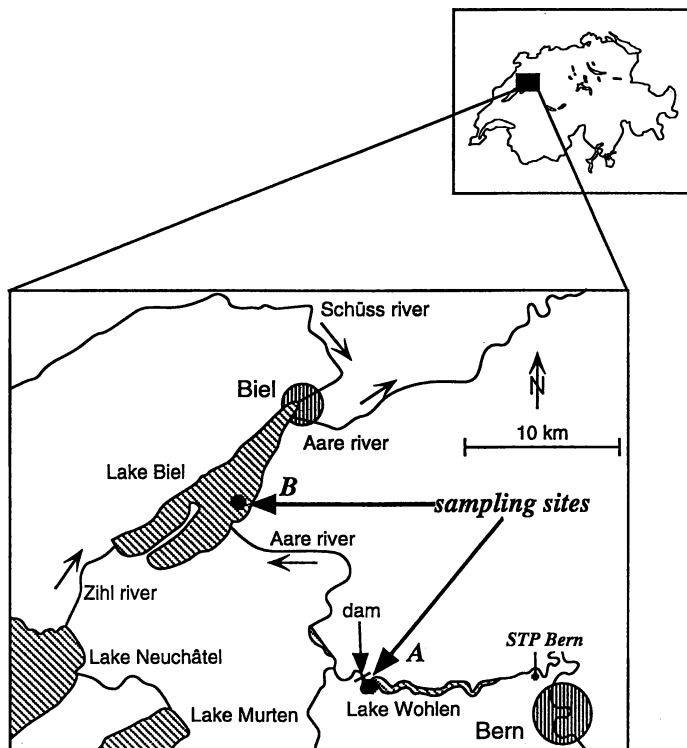 Schüss river
N
Biel
10 km
Aare river
Lake Biel
B
sampling sites
Aare river
Zihl river
dam
A
STP Bern
Lake Neuchâtel
Lake Wohlen
Lake Murten
Bern